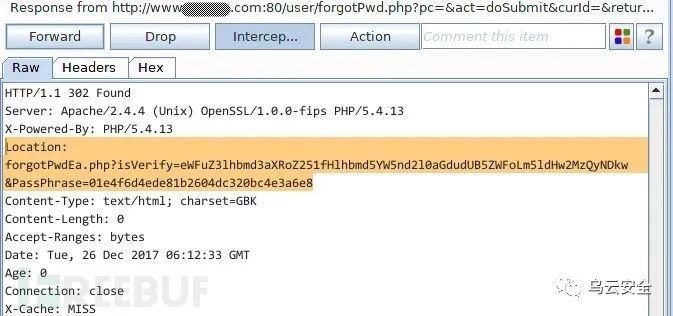 Response from http://www .com:80/user/forgotPwd.php?pc=&act=doSubmit&curId=&retur...
Forward Drop Intercep... Action Comment this item ?
Raw Headers Hex
HTTP/1.1 302 Found
Server: Apache/2.4.4 (Unix) OpenSSL/1.0.0-fips PHP/5.4.13
X-Powered-By: PHP/5.4.13
Location:
forgotPwdEa.php?isVerify=eWFuZ3lhbmd3aXRoZ251fHlhbmd5YW5nd2l0aGdudUB5ZWFoLm5ldHw2MzQyNDkw
&PassPhrase=01e4f6d4ede81b2604dc320bc4e3a6e8
Content-Type: text/html; charset=GBK
Content-Length: 0
Accept-Ranges: bytes
Date: Tue, 26 Dec 2017 06:12:33 GMT
Age: 0
Connection: close
X-Cache: MISS
REEBUF
乌云安全